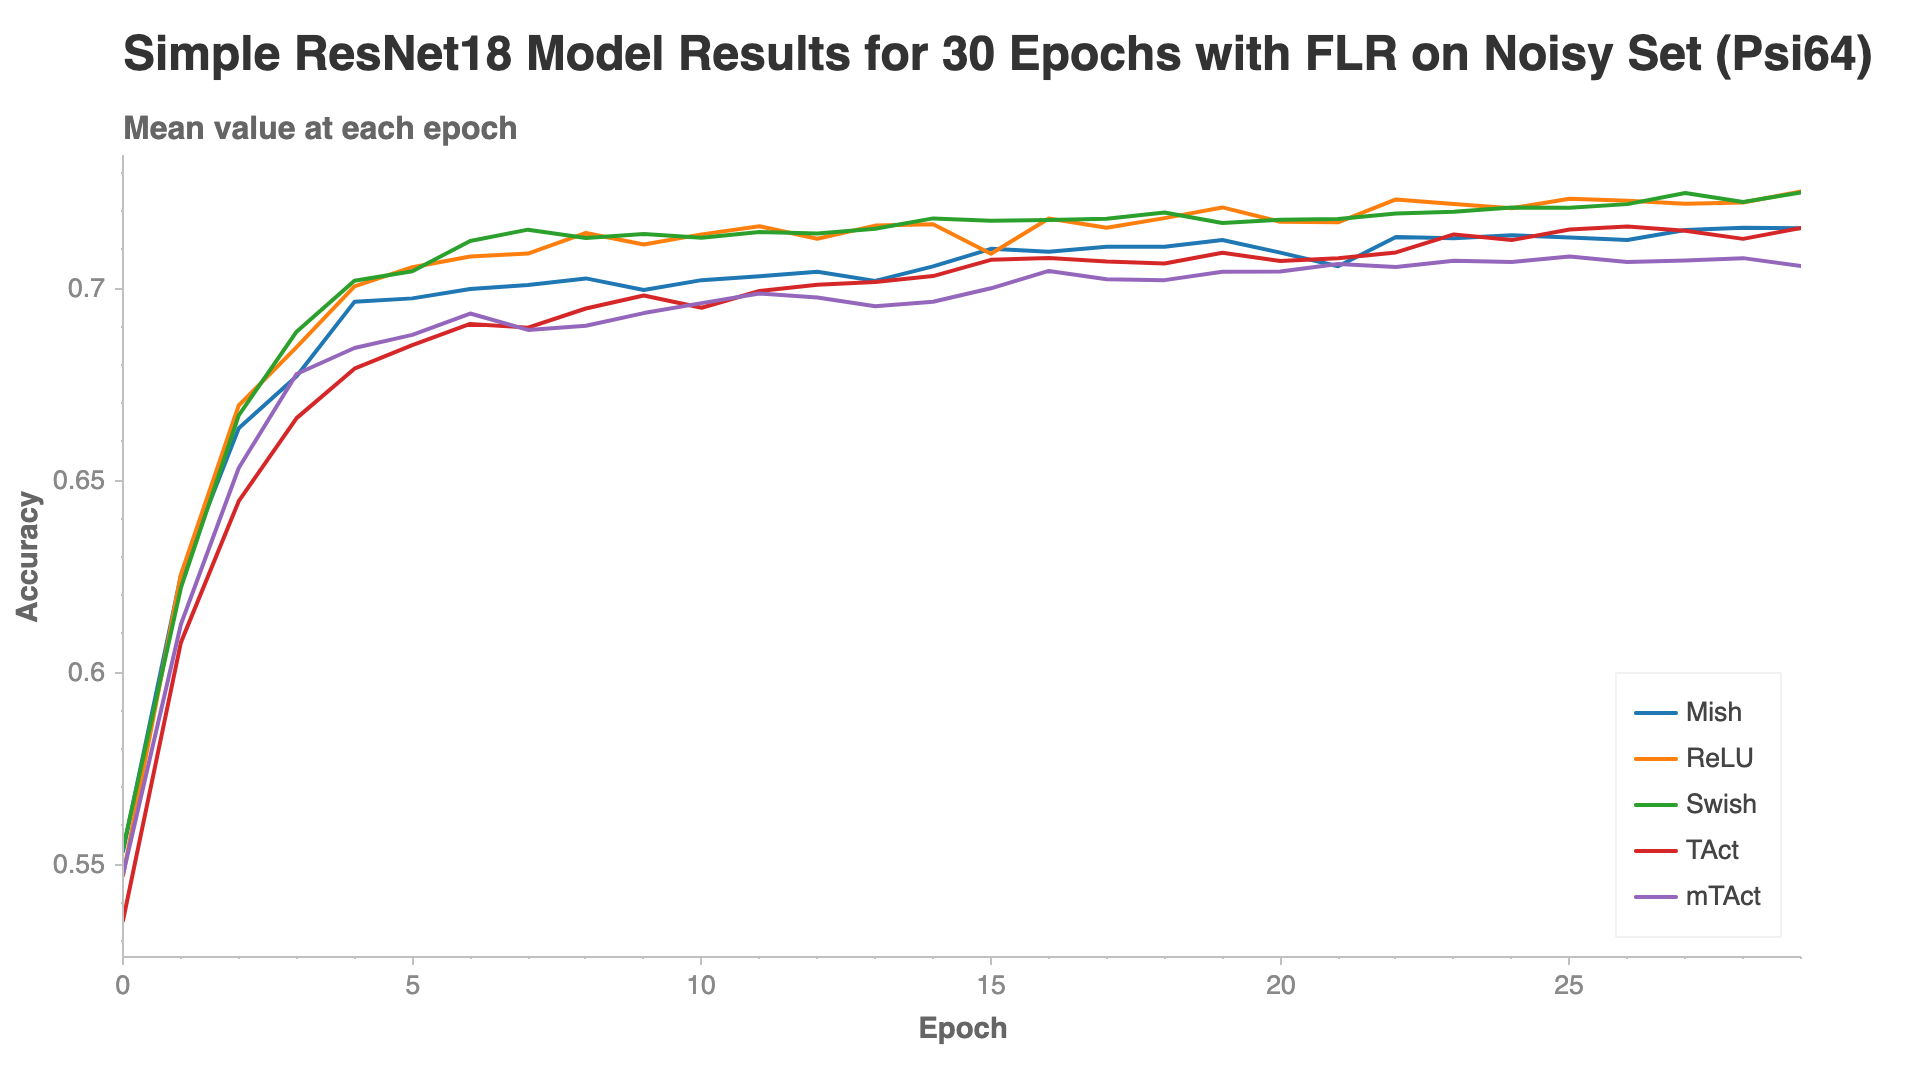 Simple ResNet18 Model Results for 30 Epochs with FLR on Noisy Set (Psi64)
Mean value at each epoch
Accuracy
0.7
0.65
0.6
0.55
0
5
10
15
20
25
Epoch
Mish
ReLU
Swish
TAct
mTAct